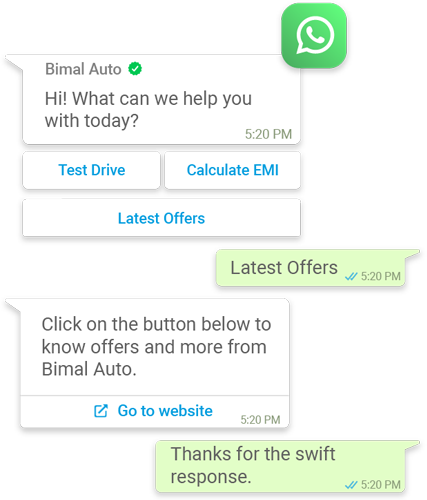 Bimal Auto
Hi! What can we help you
with today?
5:20 PM
Test Drive
Calculate EMI
Latest Offers
Latest Offers
5:20 PM
Click on the button below to
know offers and more from
Bimal Auto.
Go to website
5:20 PM
Thanks for the swift
response.
5:20 PM